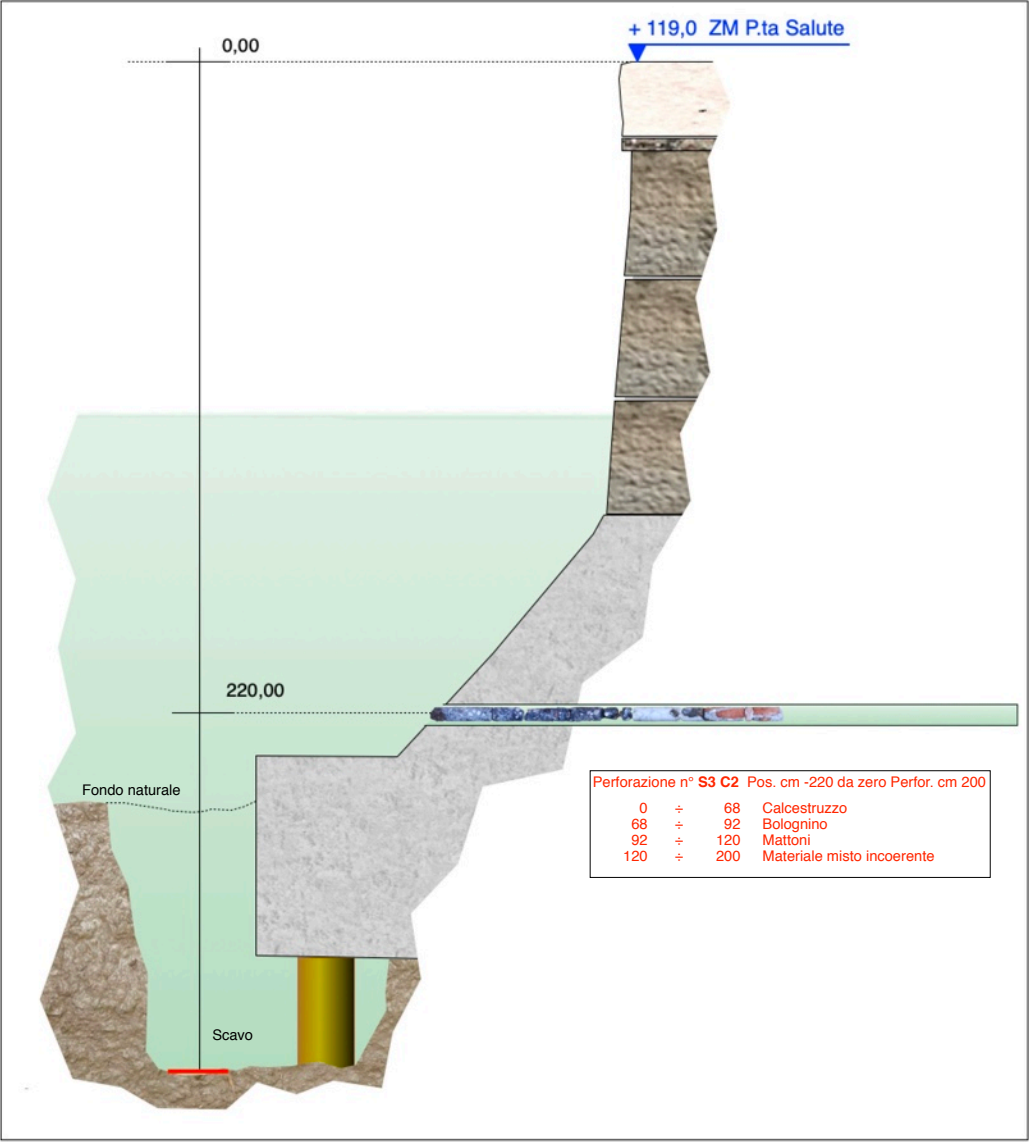 + 119,0 ZM P.ta Salute
0,00
220,00
Fondo naturale
Perforazione n° S3 C2 Pos. cm -220 da zero Perfor. cm 200
0 ÷ 68 Calcestruzzo
68 ÷ 92 Bolognino
92 ÷ 120 Mattoni
120 ÷ 200 Materiale misto incoerente
Scavo